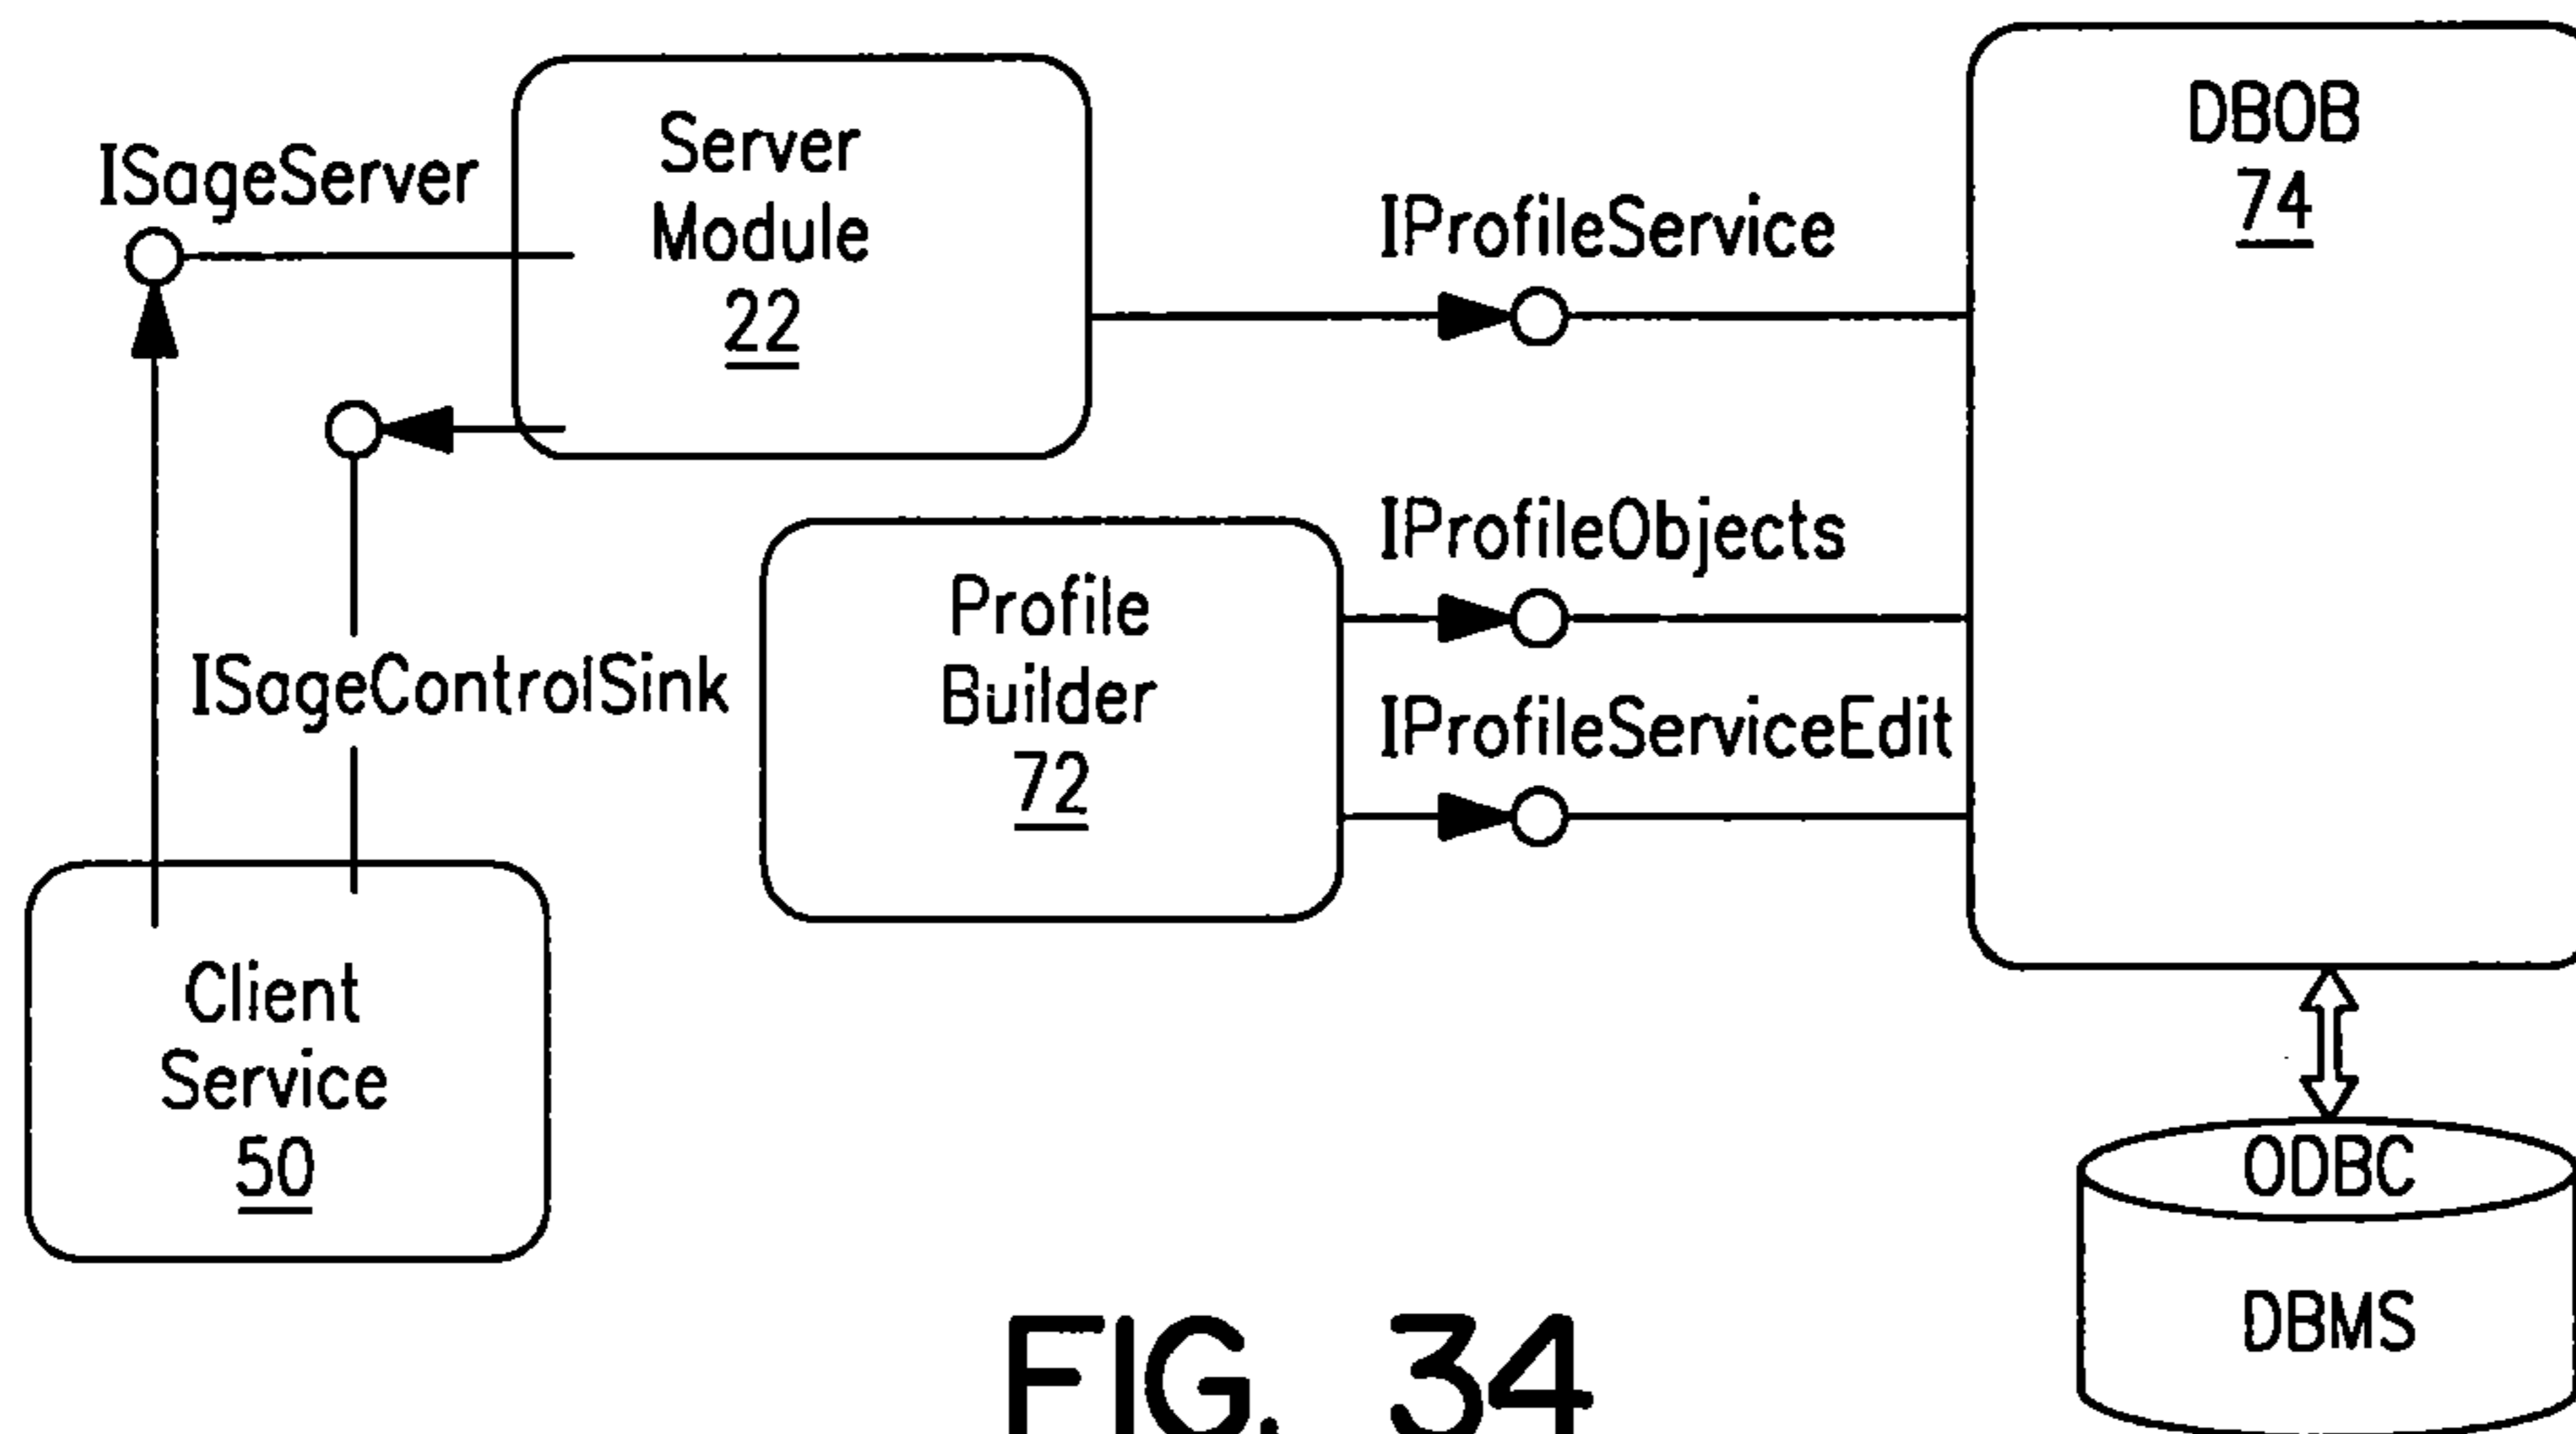 ISageServer
Server
Module
22
IProfileService
DBOB
74
IProfileObjects
Profile
Builder
72
ISageControlSink
IProfileServiceEdit
Client
Service
50
ODBC
DBMS
FIG. 34